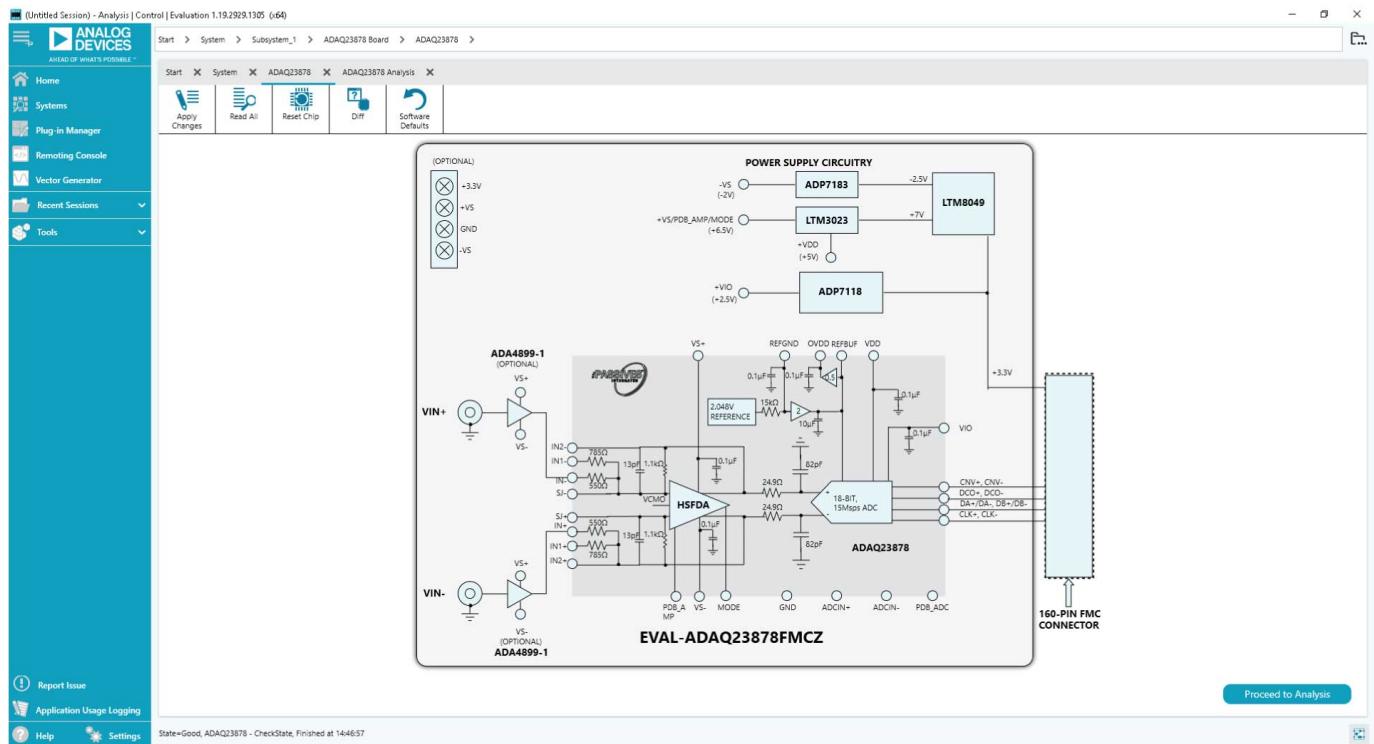 (Untitled Session) - Analysis | Control | Evaluation 1.19.2929.1305 (x64)
ANALOG
DEVICES
AHEAD OF WHAT'S POSSIBLE™
Start > System > Subsystem_1 > ADAQ23878 Board > ADAQ23878 >
Home
Systems
Plug-in Manager
Remoting Console
Vector Generator
Recent Sessions
Tools
Report Issue
Application Usage Logging
Help
Settings
Start
System
ADAQ23878
ADAQ23878 Analysis
Apply
Changes
Read All
Reset Chip
Diff
Software
Defaults
(OPTIONAL)
+3.3V
+VS
GND
-VS
POWER SUPPLY CIRCUITRY
-VS
(-2V)
ADP7183
-2.5V
LTM8049
+VS/PDB_AMP/MODE
(+6.5V)
LTM3023
+7V
+VDD
(+5V)
+VIO
(+2.5V)
ADP7118
+3.3V
ADA4899-1
(OPTIONAL)
VS+
VIN+
VS-
iPASSIVES
INTEGRATED
VS+
REFGND
OVDD
REFBUF
VDD
0.1µF
0.1µF
0.5
2.048V
REFERENCE
15kΩ
2
10µF
0.1µF
0.1µF
VIO
IN2-
IN1-
IN-
SJ-
785Ω
550Ω
13pF
1.1kΩ
0.1µF
VCMO
HSFDA
24.9Ω
82pF
18-BIT,
15Msps ADC
CNV+, CNV-
DCO+, DCO-
DA+/DA-, DB+/DB-
CLK+, CLK-
SJ+
IN+
IN1+
IN2+
550Ω
785Ω
13pF
1.1kΩ
0.1µF
24.9Ω
82pF
ADAQ23878
VS+
VIN-
VS-
(OPTIONAL)
ADA4899-1
PDB_A
MP
VS-
MODE
GND
ADCIN+
ADCIN-
PDB_ADC
EVAL-ADAQ23878FMCZ
160-PIN FMC
CONNECTOR
Proceed to Analysis
State=Good, ADAQ23878 - CheckState, Finished at 14:46:57